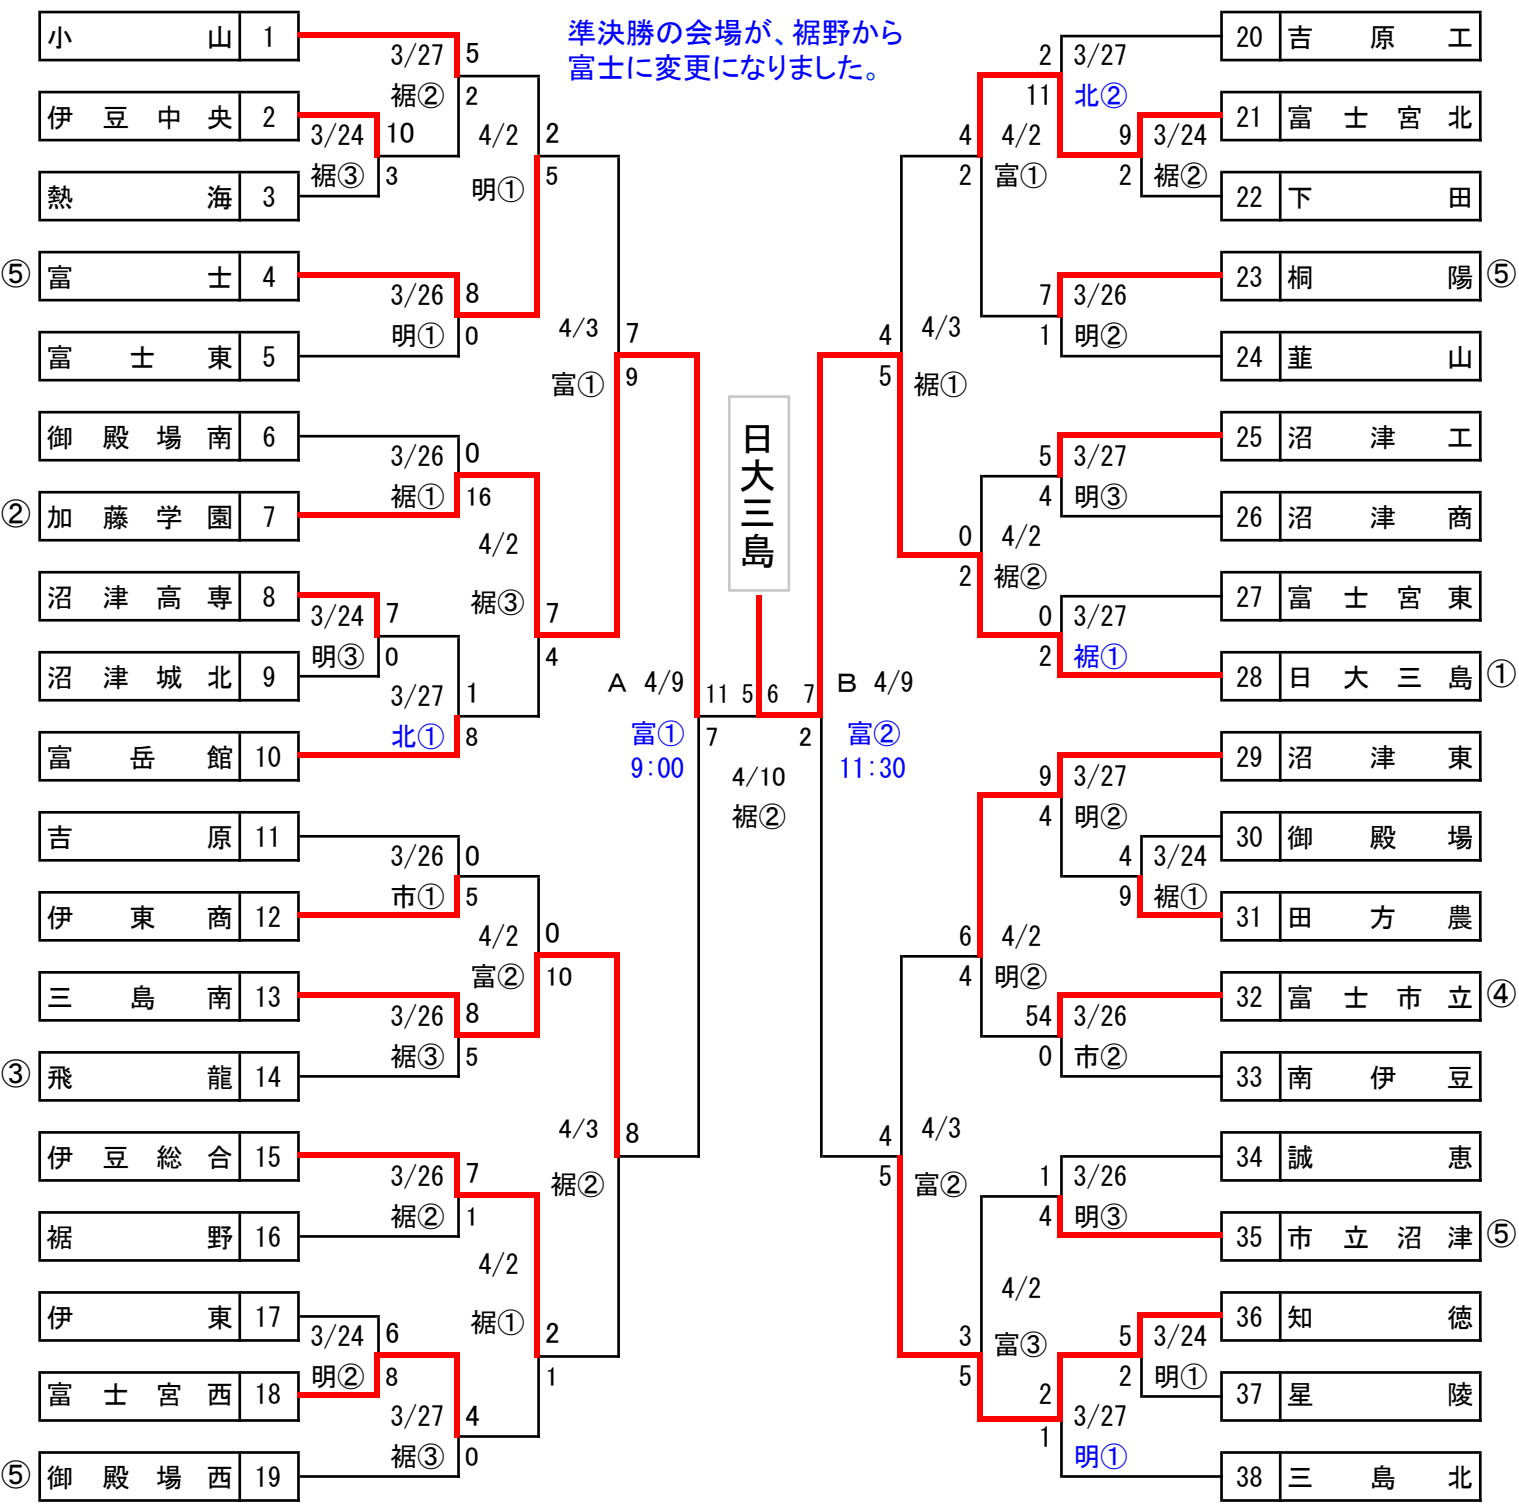 準決勝の会場が、裾野から
富士に変更になりました。
小山 1
3/27 5
裾② 2
伊豆中央 2
3/24 10
裾③ 3
熱海 3
4/2 2
明① 5
⑤ 富士 4
3/26 8
明① 0
富士東 5
4/3 7
富① 9
御殿場南 6
3/26 0
裾① 16
② 加藤学園 7
4/2
裾③ 7
4
沼津高専 8
3/24 7
明③ 0
沼津城北 9
3/27 1
北① 8
富岳館 10
吉原 11
3/26 0
市① 5
伊東商 12
4/2 0
富② 10
三島南 13
3/26 8
裾③ 5
③ 飛龍 14
4/3 8
裾②
伊豆総合 15
3/26 7
裾② 1
裾野 16
4/2
裾① 2
1
伊東 17
3/24 6
明② 8
富士宮西 18
3/27 4
裾③ 0
⑤ 御殿場西 19
日大三島
A 4/9 11 5 6 7 B 4/9
富① 7 2 富②
9:00 11:30
4/10
裾②
20 吉原工
2 3/27
11 北②
21 富士宮北
9 3/24
2 裾②
22 下田
4 4/2
2 富①
23 桐陽 ⑤
7 3/26
1 明②
24 韮山
4 4/3
5 裾①
25 沼津工
5 3/27
4 明③
26 沼津商
0 4/2
2 裾②
27 富士宮東
0 3/27
2 裾①
28 日大三島 ①
29 沼津東
9 3/27
4 明②
30 御殿場
4 3/24
9 裾①
31 田方農
6 4/2
4 明②
32 富士市立 ④
54 3/26
0 市②
33 南伊豆
4 4/3
5 富②
34 誠恵
1 3/26
4 明③
35 市立沼津 ⑤
4/2
3 富③
5
36 知徳
5 3/24
2 明①
37 星陵
2 3/27
1 明①
38 三島北